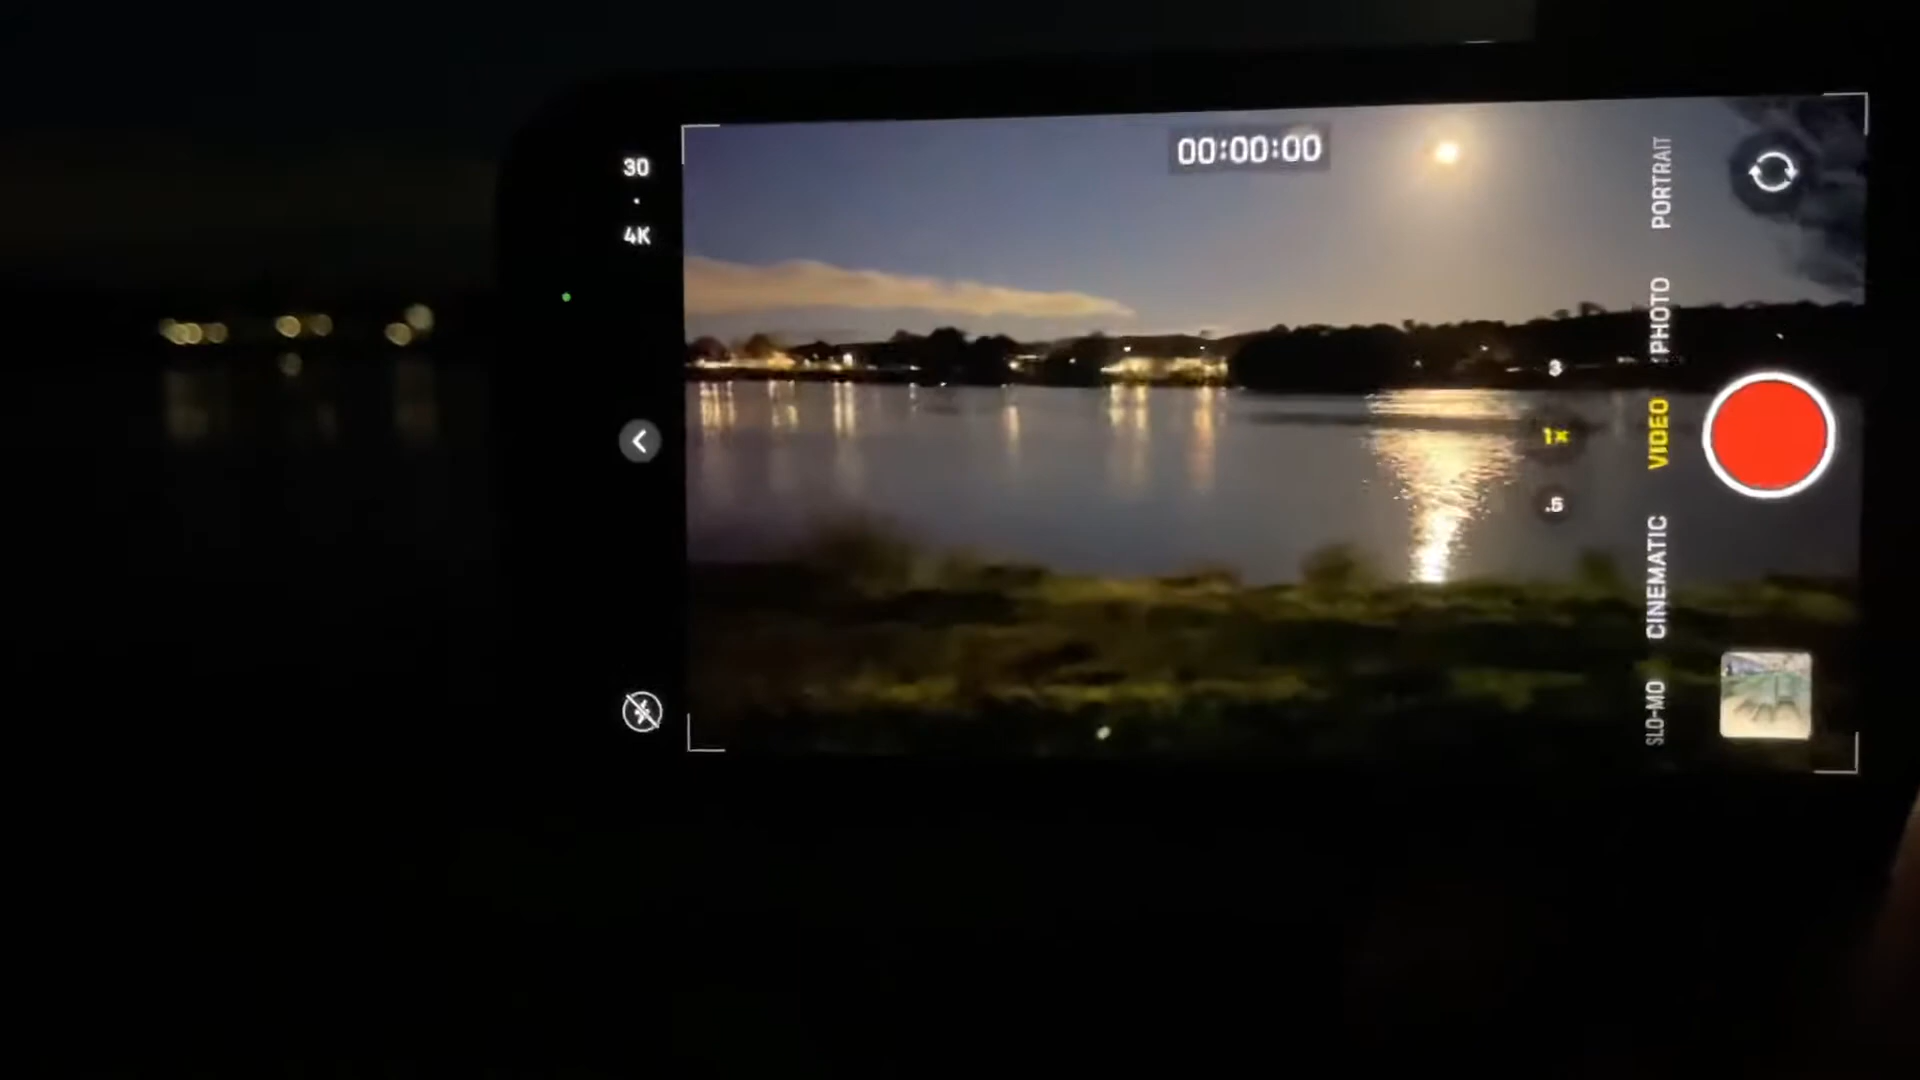 30
4K
00:00:00
3
1×
.5
PORTRAIT
PHOTO
VIDEO
CINEMATIC
SLO-MO